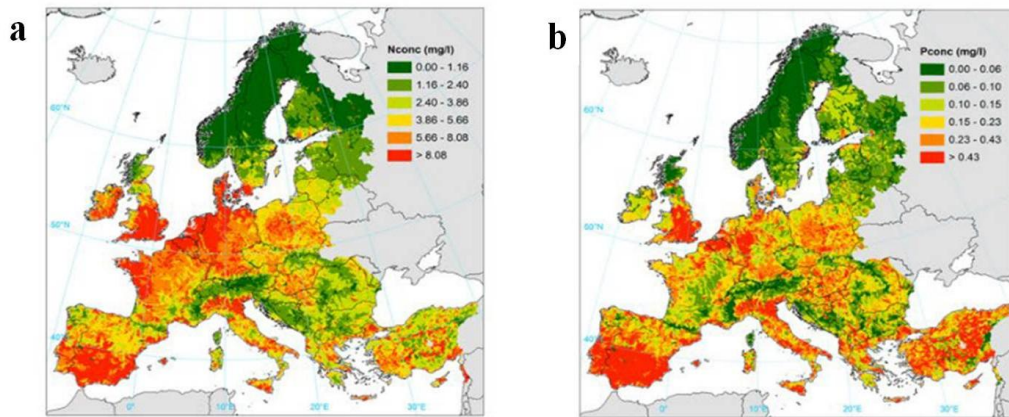 a
Nconc (mg/l)
0.00 - 1.16
1.16 - 2.40
2.40 - 3.86
3.86 - 5.66
5.66 - 8.08
> 8.08
60°N
50°N
40°N
0°
10°E
20°E
30°E
b
Pconc (mg/l)
0.00 - 0.06
0.06 - 0.10
0.10 - 0.15
0.15 - 0.23
0.23 - 0.43
> 0.43
60°N
50°N
40°N
0°
10°E
20°E
30°E